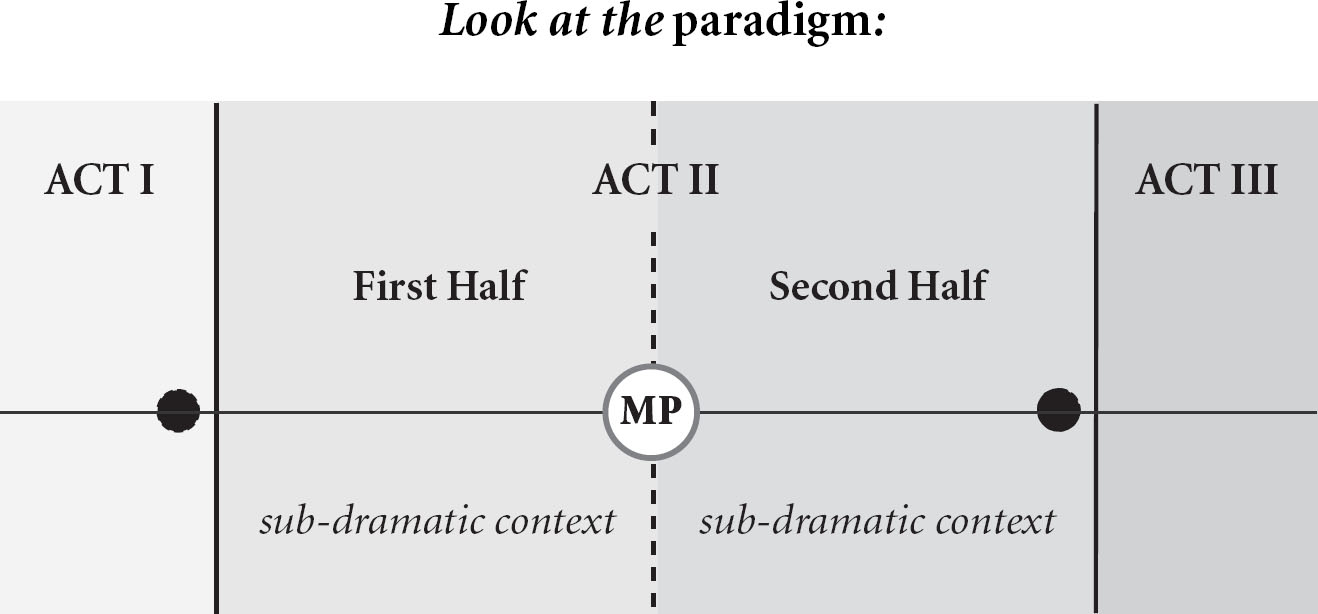 Look at the paradigm:
ACT I
ACT II
ACT III
First Half
Second Half
MP
sub-dramatic context
sub-dramatic context